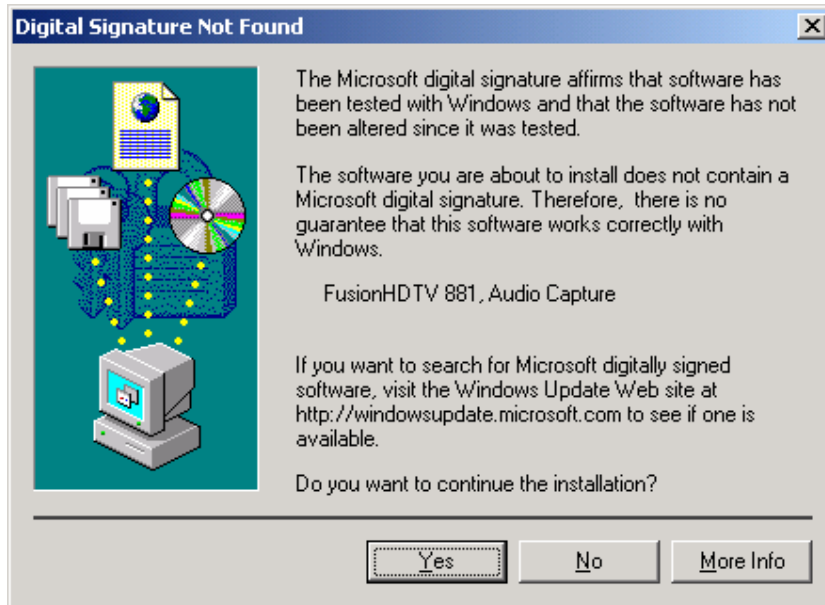 Digital Signature Not Found
The Microsoft digital signature affirms that software has
been tested with Windows and that the software has not
been altered since it was tested.
The software you are about to install does not contain a
Microsoft digital signature. Therefore,  there is no
guarantee that this software works correctly with
Windows.
FusionHDTV 881, Audio Capture
If you want to search for Microsoft digitally signed
software, visit the Windows Update Web site at
http://windowsupdate.microsoft.com to see if one is
available.
Do you want to continue the installation?
Yes No More Info